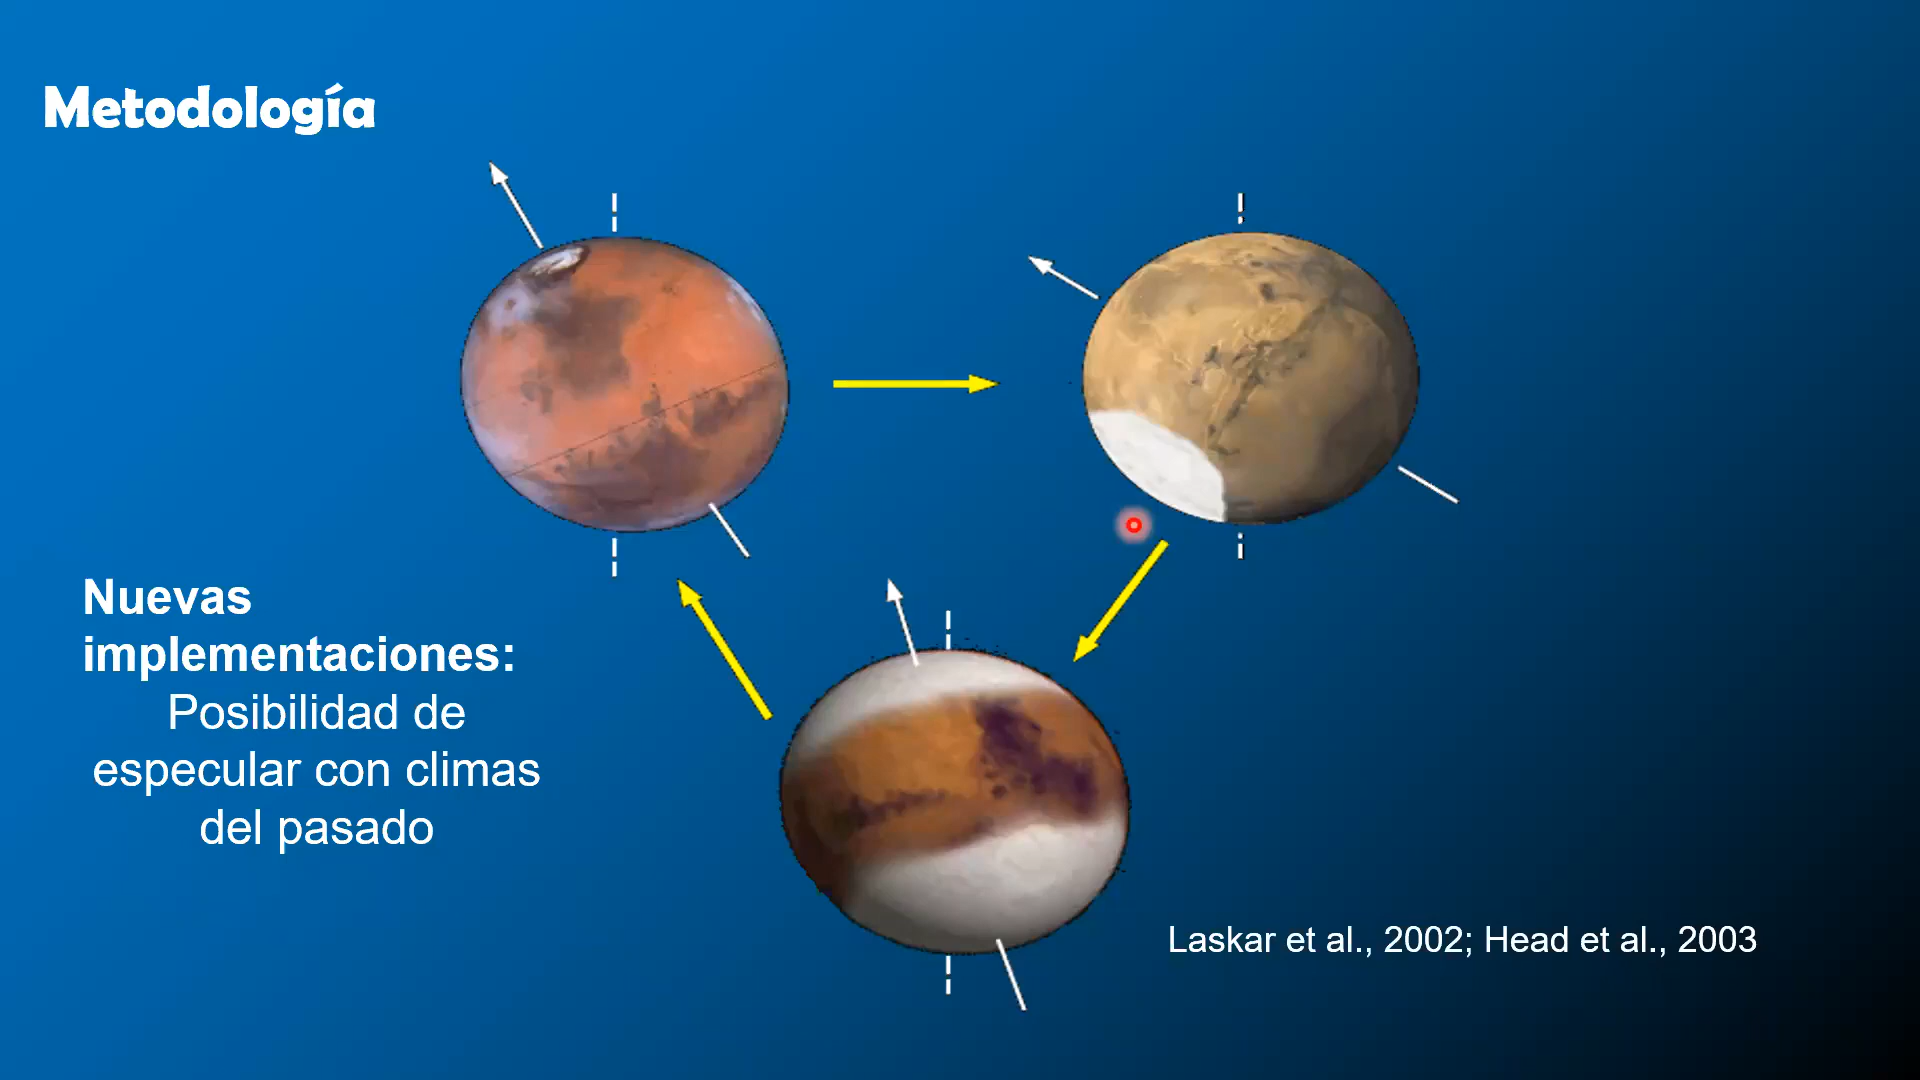 Metodología
Nuevas
implementaciones:
Posibilidad de
especular con climas
del pasado
Laskar et al., 2002; Head et al., 2003